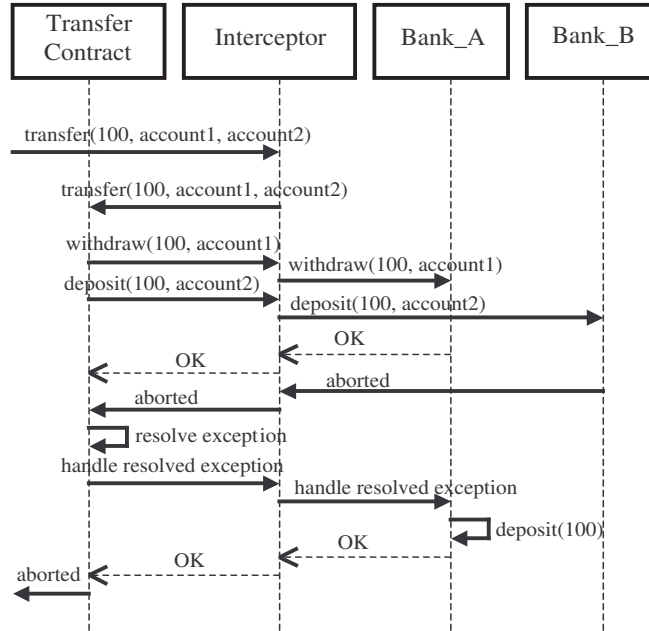 Transfer
Contract
Interceptor
Bank_A
Bank_B
transfer(100, account1, account2)
transfer(100, account1, account2)
withdraw(100, account1)
withdraw(100, account1)
deposit(100, account2)
deposit(100, account2)
OK
OK
aborted
aborted
resolve exception
handle resolved exception
handle resolved exception
deposit(100)
OK
OK
aborted